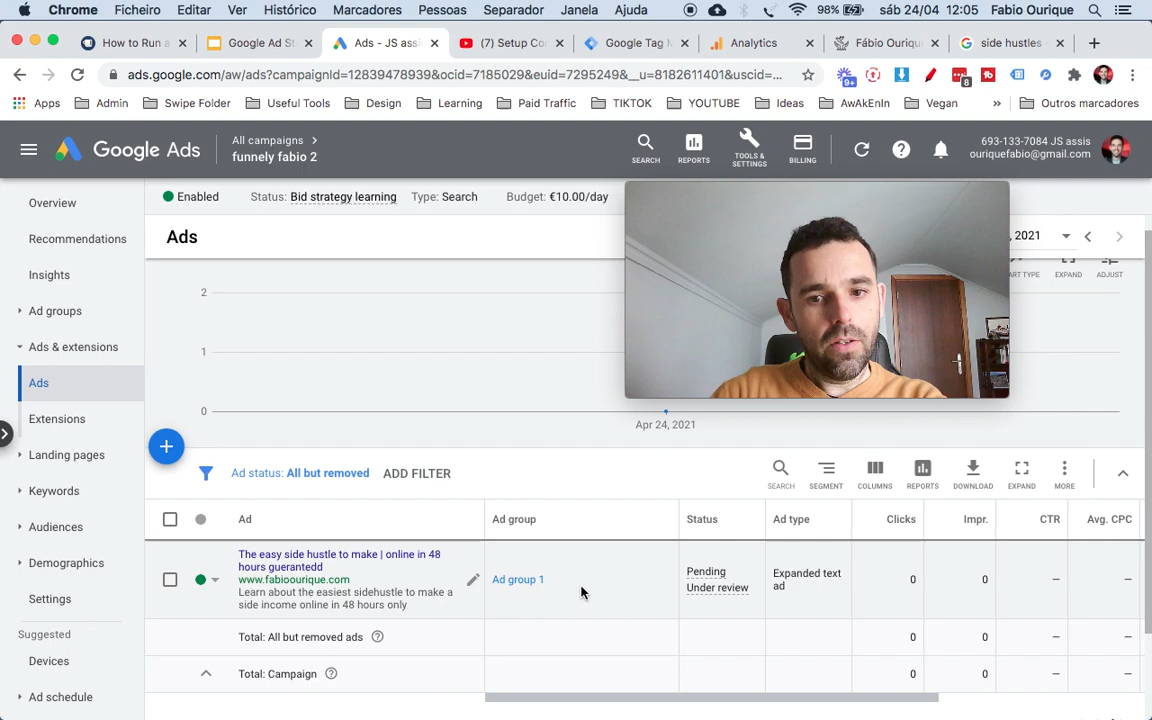 Chrome Ficheiro Editar Ver Histórico Marcadores Pessoas Separador Janela Ajuda 98% sáb 24/04 12:05 Fabio Ourique
How to Run a Google Ad St Ads - JS assi (7) Setup Co Google Tag M Analytics Fábio Ouriqu side hustles -
ads.google.com/aw/ads?campaignId=12839478939&ocid=7185029&euid=7295249&__u=8182611401&uscid=...
9+ 8
Apps Admin Swipe Folder Useful Tools Design Learning Paid Traffic TIKTOK YOUTUBE Ideas AwAkEnIn Vegan » Outros marcadores
Google Ads
All campaigns
funnely fabio 2
SEARCH
REPORTS
TOOLS &
SETTINGS
BILLING
693-133-7084 JS assis
ouriquefabio@gmail.com
Enabled Status: Bid strategy learning Type: Search Budget: €10.00/day
Overview
Recommendations
Insights
Ad groups
Ads & extensions
Ads
Extensions
Landing pages
Keywords
Audiences
Demographics
Settings
Suggested
Devices
Ad schedule
Ads
, 2021
ART TYPE EXPAND ADJUST
2
1
0
Apr 24, 2021
Ad status: All but removed ADD FILTER
SEARCH SEGMENT COLUMNS REPORTS DOWNLOAD EXPAND MORE
Ad Ad group Status Ad type Clicks Impr. CTR Avg. CPC
The easy side hustle to make | online in 48
hours guerantedd
www.fabioourique.com
Learn about the easiest sidehustle to make a
side income online in 48 hours only
Ad group 1
Pending
Under review
Expanded text
ad
0 0 – –
Total: All but removed ads 0 0 – –
Total: Campaign 0 0 – –